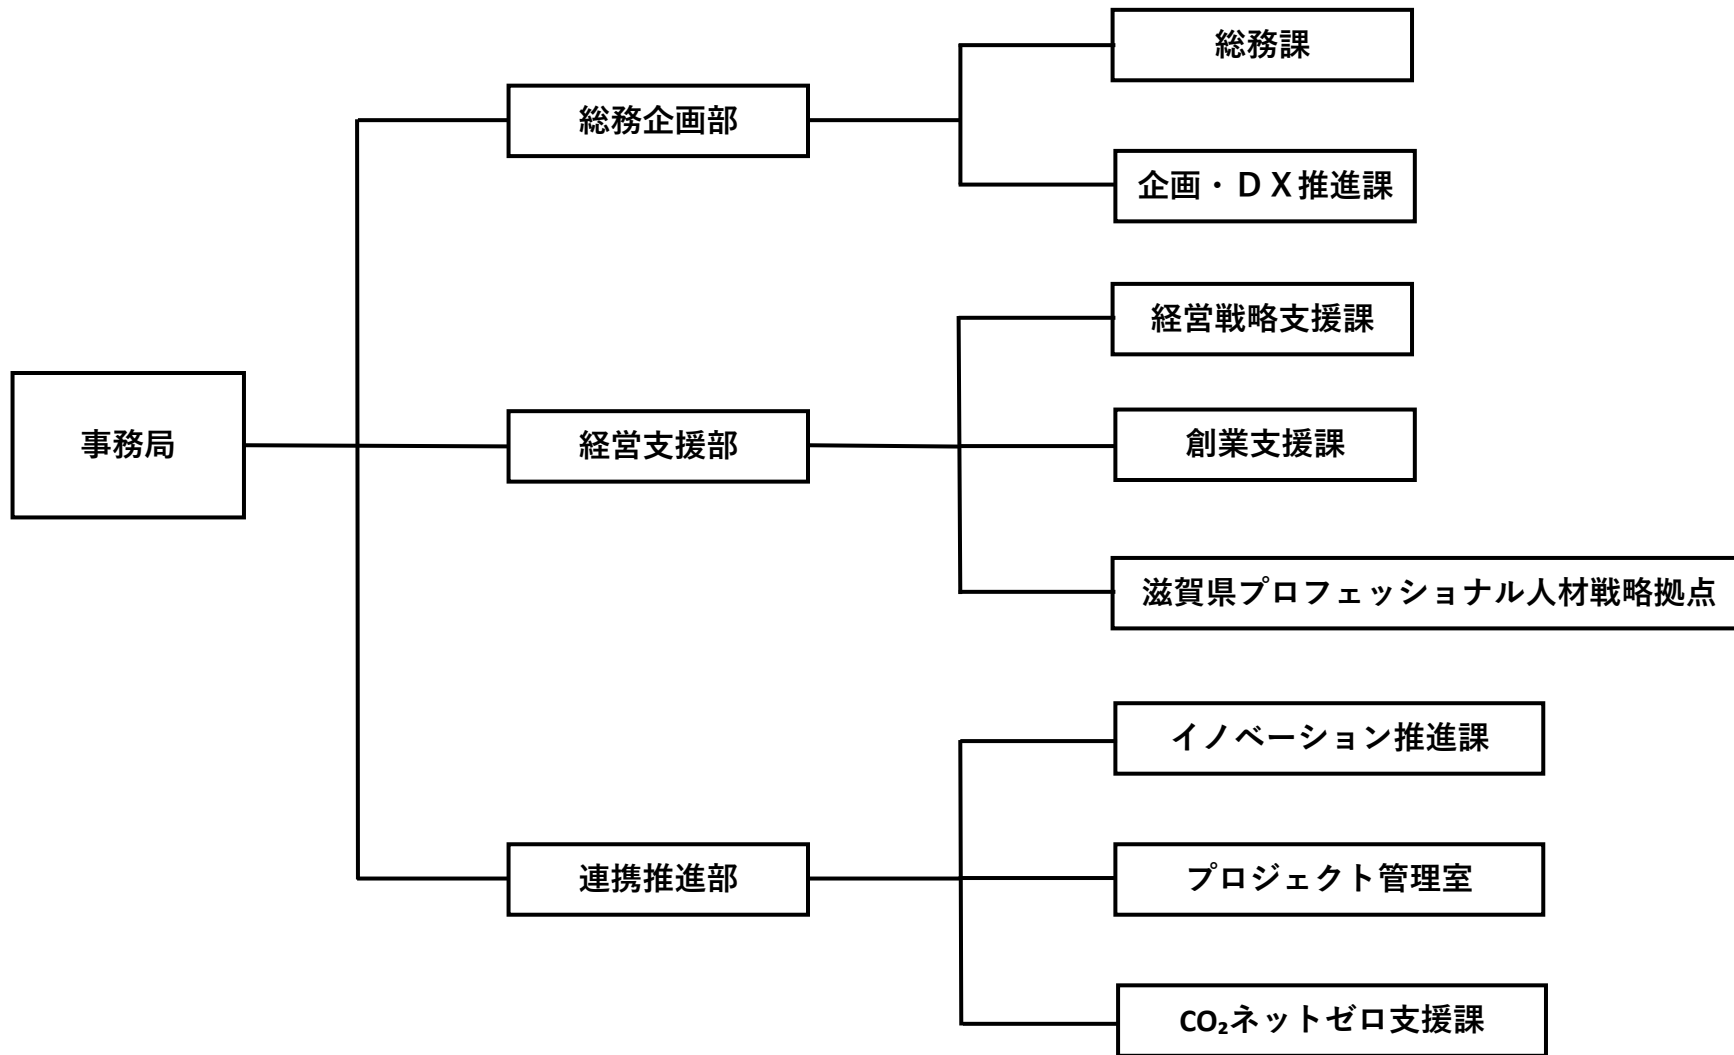 事務局
総務企画部
総務課
企画・ＤＸ推進課
経営支援部
経営戦略支援課
創業支援課
滋賀県プロフェッショナル人材戦略拠点
連携推進部
イノベーション推進課
プロジェクト管理室
CO₂ネットゼロ支援課